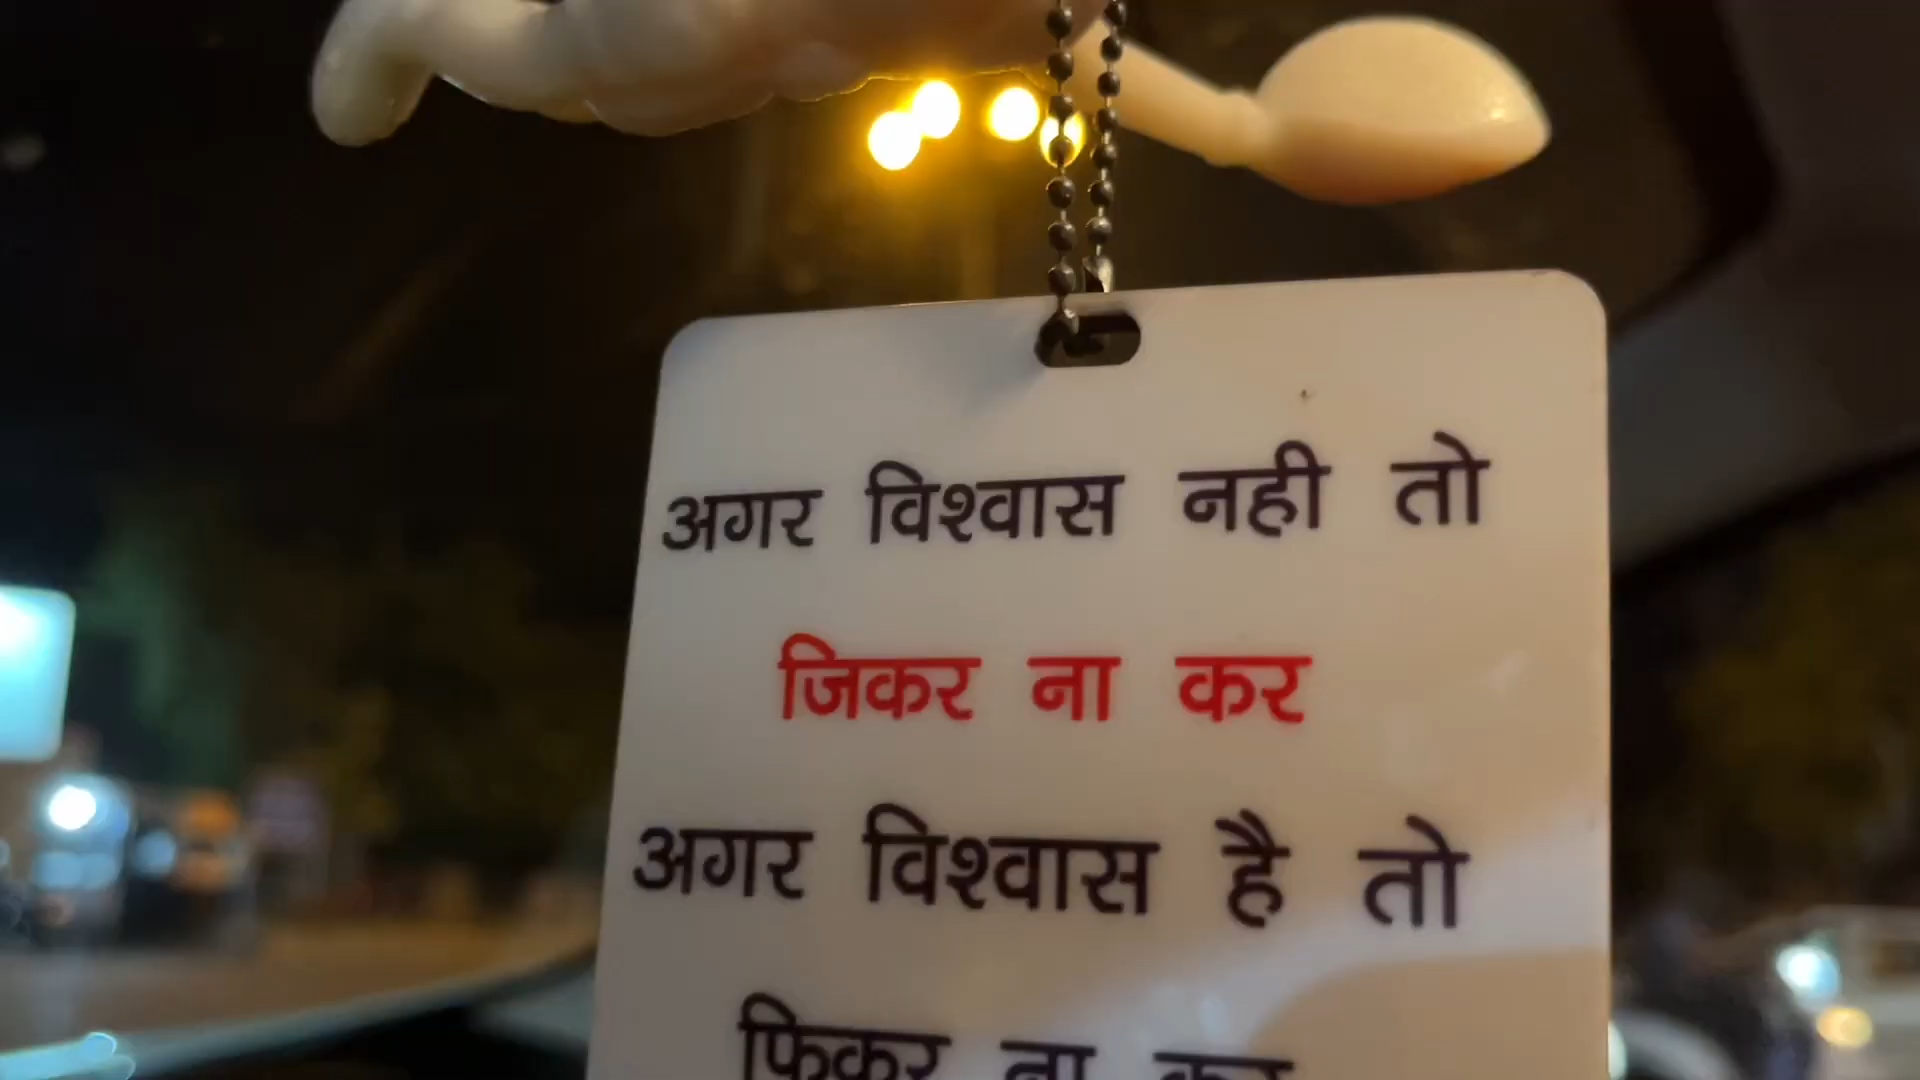 अगर विश्वास नही तो
जिकर ना कर
अगर विश्वास है तो
फिकर ना कर